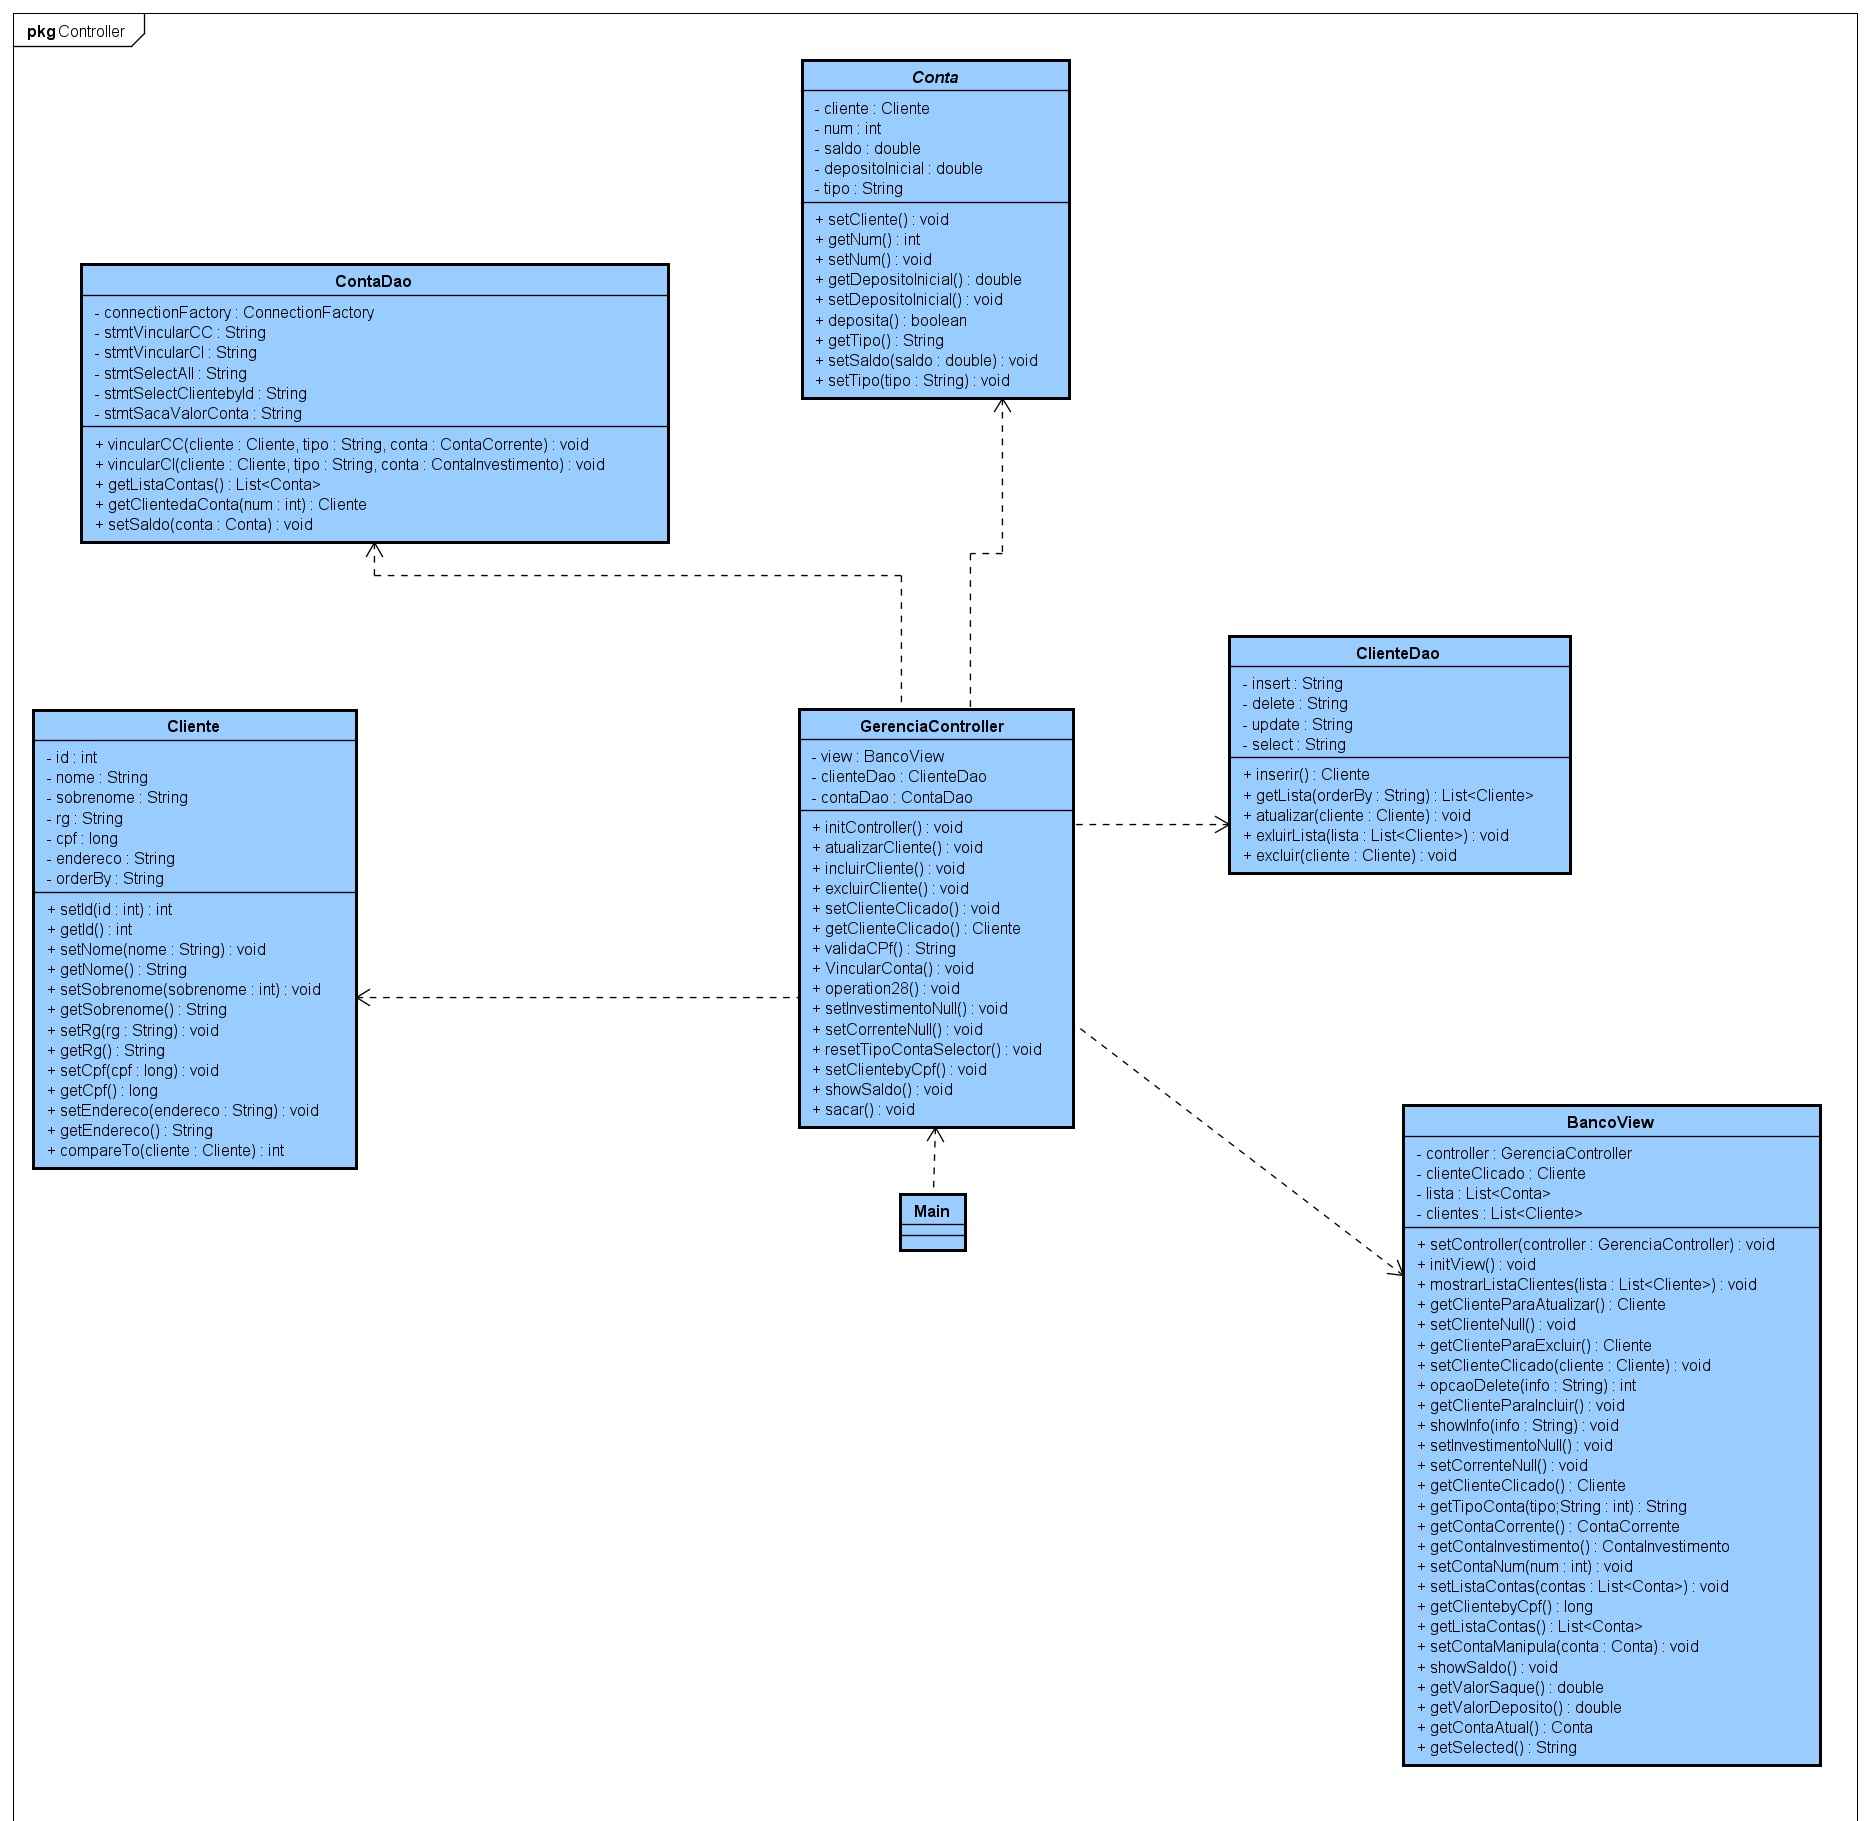 pkg Controller
Conta
- cliente : Cliente
- num : int
- saldo : double
- depositoInicial : double
- tipo : String
+ setCliente() : void
+ getNum() : int
+ setNum() : void
+ getDepositoInicial() : double
+ setDepositoInicial() : void
+ deposita() : boolean
+ getTipo() : String
+ setSaldo(saldo : double) : void
+ setTipo(tipo : String) : void
ContaDao
- connectionFactory : ConnectionFactory
- stmtVincularCC : String
- stmtVincularCI : String
- stmtSelectAll : String
- stmtSelectClientebyId : String
- stmtSacaValorConta : String
+ vincularCC(cliente : Cliente, tipo : String, conta : ContaCorrente) : void
+ vincularCI(cliente : Cliente, tipo : String, conta : ContaInvestimento) : void
+ getListaContas() : List<Conta>
+ getClientedaConta(num : int) : Cliente
+ setSaldo(conta : Conta) : void
ClienteDao
- insert : String
- delete : String
- update : String
- select : String
+ inserir() : Cliente
+ getLista(orderBy : String) : List<Cliente>
+ atualizar(cliente : Cliente) : void
+ exluirLista(lista : List<Cliente>) : void
+ excluir(cliente : Cliente) : void
Cliente
- id : int
- nome : String
- sobrenome : String
- rg : String
- cpf : long
- endereco : String
- orderBy : String
+ setId(id : int) : int
+ getId() : int
+ setNome(nome : String) : void
+ getNome() : String
+ setSobrenome(sobrenome : int) : void
+ getSobrenome() : String
+ setRg(rg : String) : void
+ getRg() : String
+ setCpf(cpf : long) : void
+ getCpf() : long
+ setEndereco(endereco : String) : void
+ getEndereco() : String
+ compareTo(cliente : Cliente) : int
GerenciaController
- view : BancoView
- clienteDao : ClienteDao
- contaDao : ContaDao
+ initController() : void
+ atualizarCliente() : void
+ incluirCliente() : void
+ excluirCliente() : void
+ setClienteClicado() : void
+ getClienteClicado() : Cliente
+ validaCPf() : String
+ VincularConta() : void
+ operation28() : void
+ setInvestimentoNull() : void
+ setCorrenteNull() : void
+ resetTipoContaSelector() : void
+ setClientebyCpf() : void
+ showSaldo() : void
+ sacar() : void
Main
BancoView
- controller : GerenciaController
- clienteClicado : Cliente
- lista : List<Conta>
- clientes : List<Cliente>
+ setController(controller : GerenciaController) : void
+ initView() : void
+ mostrarListaClientes(lista : List<Cliente>) : void
+ getClienteParaAtualizar() : Cliente
+ setClienteNull() : void
+ getClienteParaExcluir() : Cliente
+ setClienteClicado(cliente : Cliente) : void
+ opcaoDelete(info : String) : int
+ getClienteParaIncluir() : void
+ showInfo(info : String) : void
+ setInvestimentoNull() : void
+ setCorrenteNull() : void
+ getClienteClicado() : Cliente
+ getTipoConta(tipo;String : int) : String
+ getContaCorrente() : ContaCorrente
+ getContaInvestimento() : ContaInvestimento
+ setContaNum(num : int) : void
+ setListaContas(contas : List<Conta>) : void
+ getClientebyCpf() : long
+ getListaContas() : List<Conta>
+ setContaManipula(conta : Conta) : void
+ showSaldo() : void
+ getValorSaque() : double
+ getValorDeposito() : double
+ getContaAtual() : Conta
+ getSelected() : String